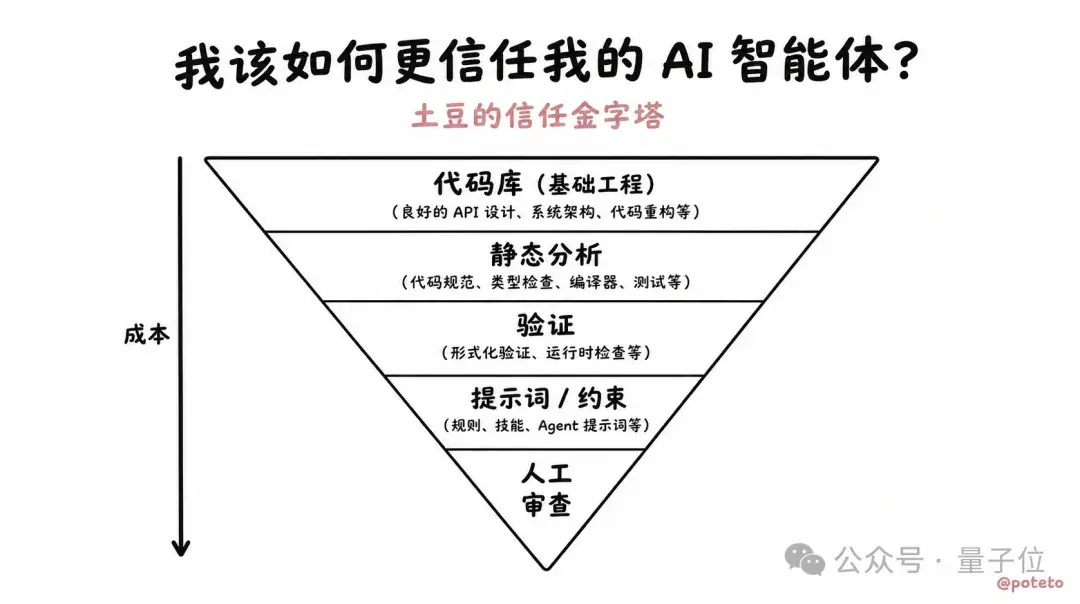 我该如何更信任我的 AI 智能体？
土豆的信任金字塔
代码库（基础工程）
（良好的 API 设计、系统架构、代码重构等）
静态分析
（代码规范、类型检查、编译器、测试等）
成本
验证
（形式化验证、运行时检查等）
提示词 / 约束
（规则、技能、Agent 提示词等）
人工
审查
公众号 · 量子位
@poteto